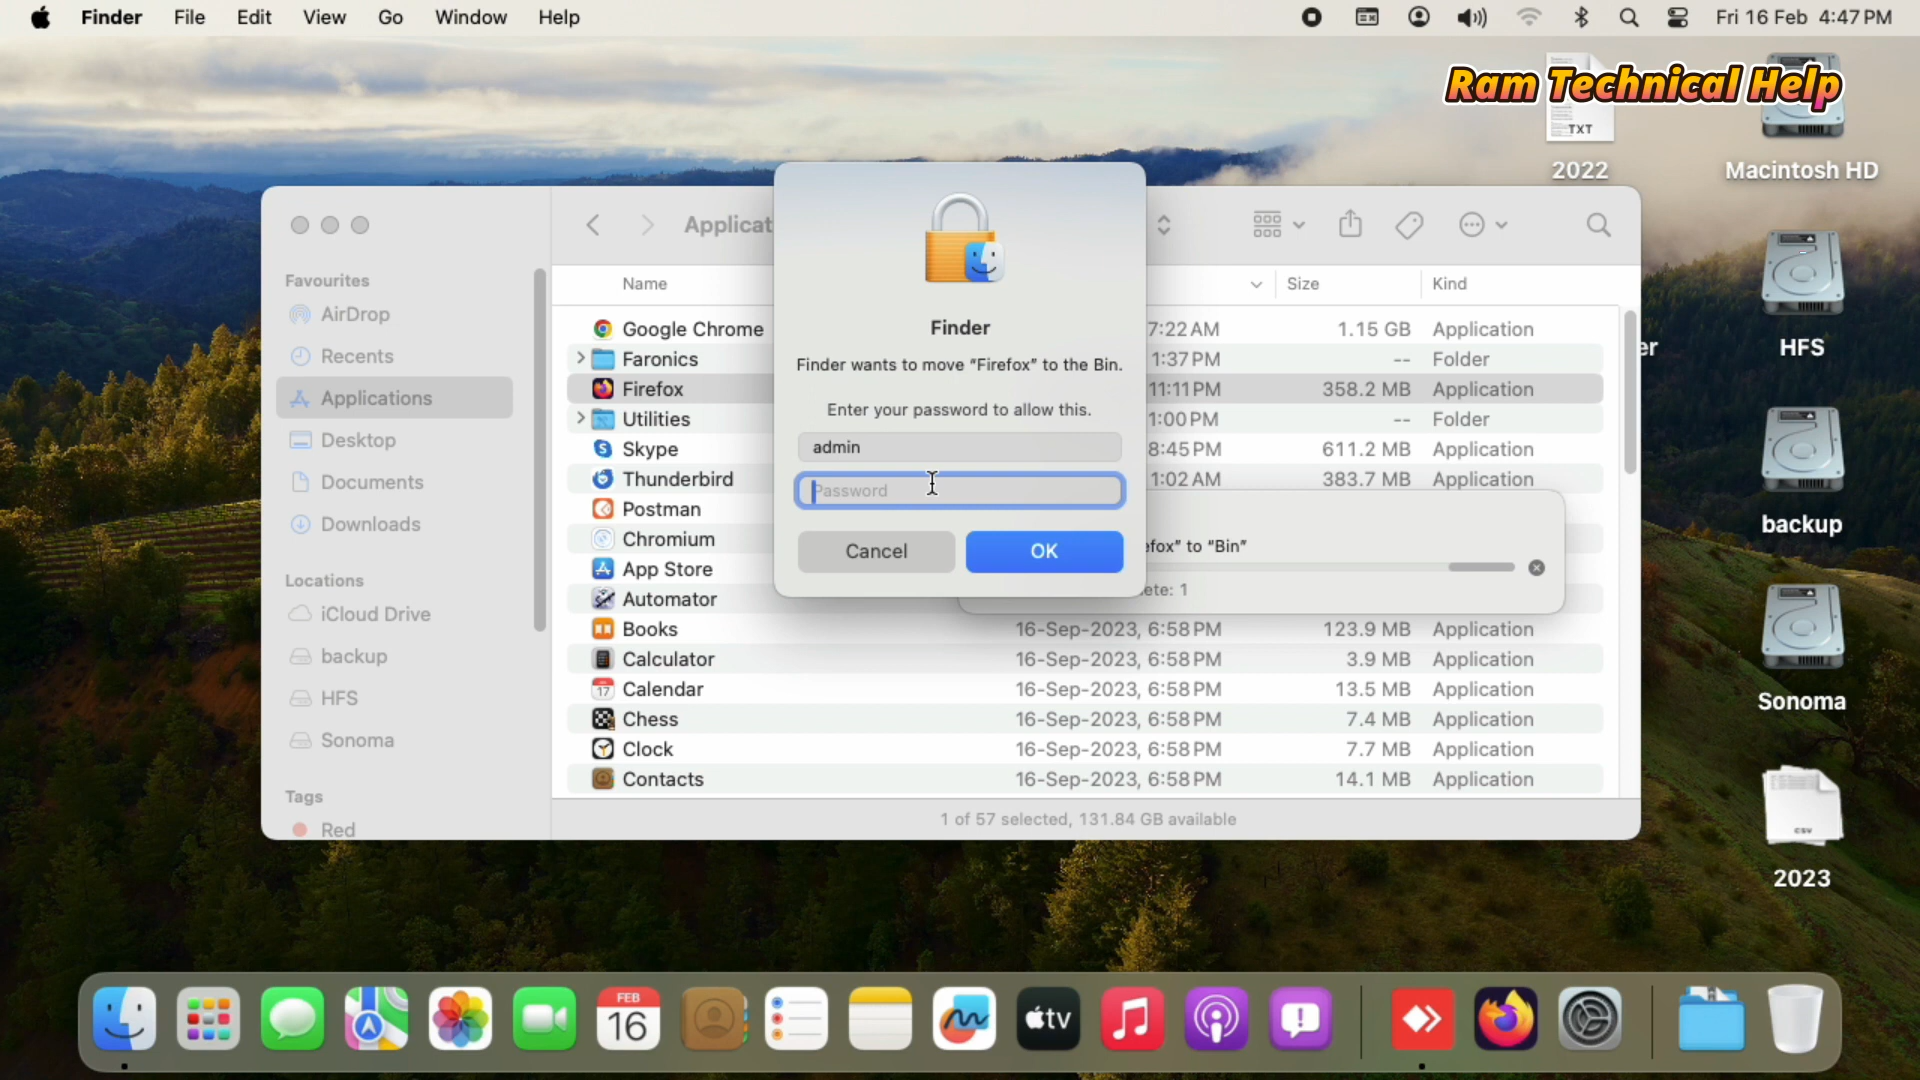 Finder File Edit View Go Window Help Fri 16 Feb 4:47 PM
Ram Technical Help
TXT
2022
Macintosh HD
HFS
backup
Sonoma
CSV
2023
er
Favourites
AirDrop
Recents
Applications
Desktop
Documents
Downloads
Locations
iCloud Drive
backup
HFS
Sonoma
Tags
Red
Applicat
Name Size Kind
Google Chrome 7:22 AM 1.15 GB Application
Faronics 1:37 PM -- Folder
Firefox 11:11 PM 358.2 MB Application
Utilities 1:00 PM -- Folder
Skype 8:45 PM 611.2 MB Application
Thunderbird 1:02 AM 383.7 MB Application
Postman
Chromium
App Store
Automator
Books 16-Sep-2023, 6:58 PM 123.9 MB Application
Calculator 16-Sep-2023, 6:58 PM 3.9 MB Application
Calendar 16-Sep-2023, 6:58 PM 13.5 MB Application
Chess 16-Sep-2023, 6:58 PM 7.4 MB Application
Clock 16-Sep-2023, 6:58 PM 7.7 MB Application
Contacts 16-Sep-2023, 6:58 PM 14.1 MB Application
1 of 57 selected, 131.84 GB available
Finder
Finder wants to move “Firefox” to the Bin.
Enter your password to allow this.
admin
Password
Cancel OK
efox” to “Bin”
ete: 1
FEB
16
tv